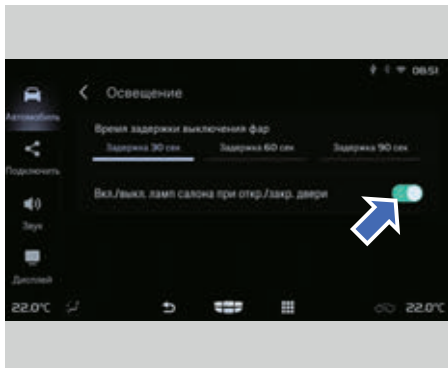 08:51
Освещение
Автомобиль
Время задержки выключения фар
Задержка 30 сек Задержка 60 сек Задержка 90 сек
Подключить
Вкл./выкл. ламп салона при откр./закр. двери
Звук
Дисплей
22.0°C 22.0°C